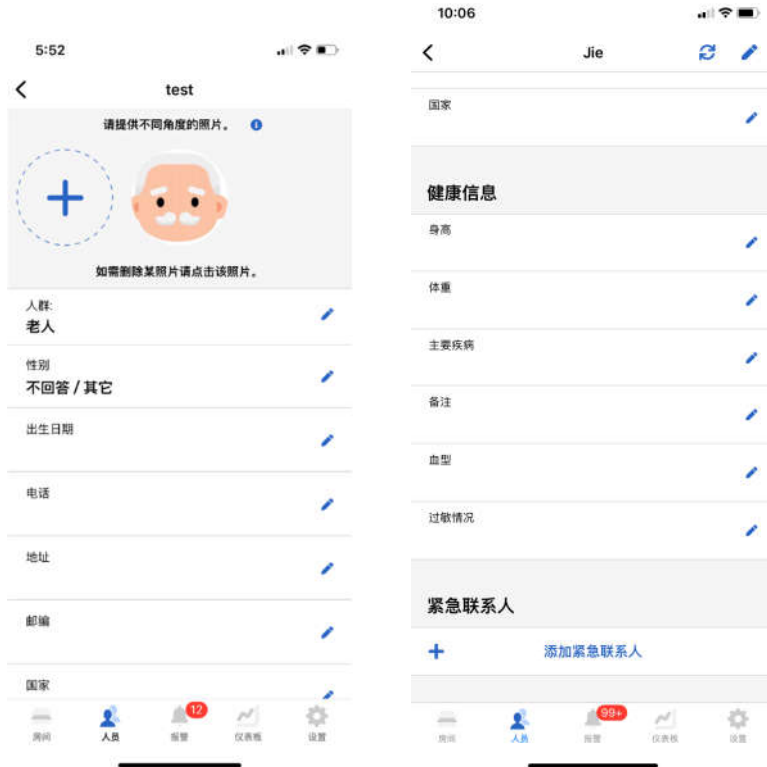 5:52
test
请提供不同角度的照片。
如需删除某照片请点击该照片。
人群:
老人
性别
不回答 / 其它
出生日期
电话
地址
邮编
国家
12
房间
人员
报警
仪表板
设置
10:06
Jie
国家
健康信息
身高
体重
主要疾病
备注
血型
过敏情况
紧急联系人
添加紧急联系人
99+
房间
人员
报警
仪表板
设置